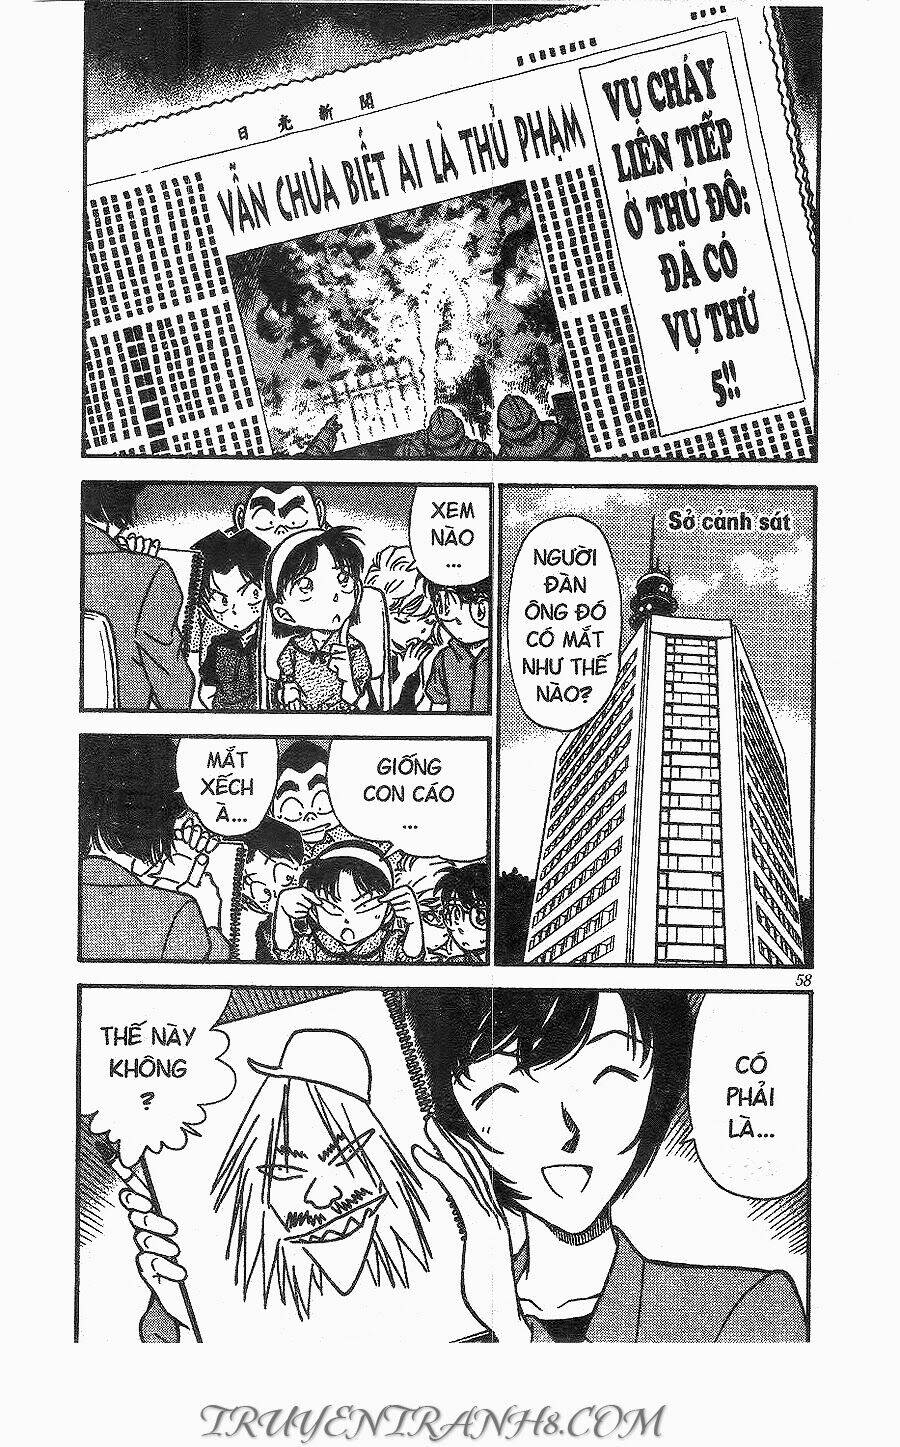 日売新聞
VỤ CHÁY
LIÊN TIẾP
Ở THỦ ĐÔ:
ĐÃ CÓ
VỤ THỨ
5!!
VẪN CHƯA BIẾT AI LÀ THỦ PHẠM
Sở cảnh sát
NGƯỜI
ĐÀN
ÔNG ĐÓ
CÓ MẮT
NHƯ THẾ
NÀO?
XEM
NÀO
...
GIỐNG
CON CÁO
...
MẮT
XẾCH
À...
58
CÓ
PHẢI
LÀ...
THẾ NÀY
KHÔNG
?
TRUYENTRANH8.COM